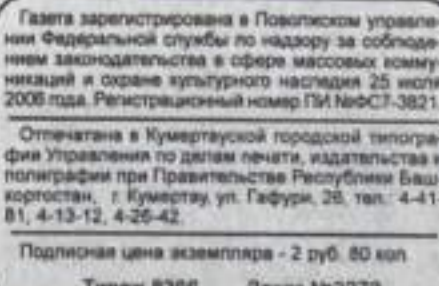 Газета зарегистрирована в Поволжском управле-
нии Федеральной службы по надзору за соблюде-
нием законодательства в сфере массовых комму-
никаций и охране культурного наследия 25 июля
2006 года. Регистрационный номер ПИ №ФС7-3821
Отпечатана в Кумертауской городской типогра-
фии Управления по делам печати, издательства и
полиграфии при Правительстве Республики Баш-
кортостан, г. Кумертау, ул. Гафури, 26, тел.: 4-41-
81, 4-13-12, 4-26-42.
Подписная цена экземпляра - 2 руб. 80 коп
Тираж